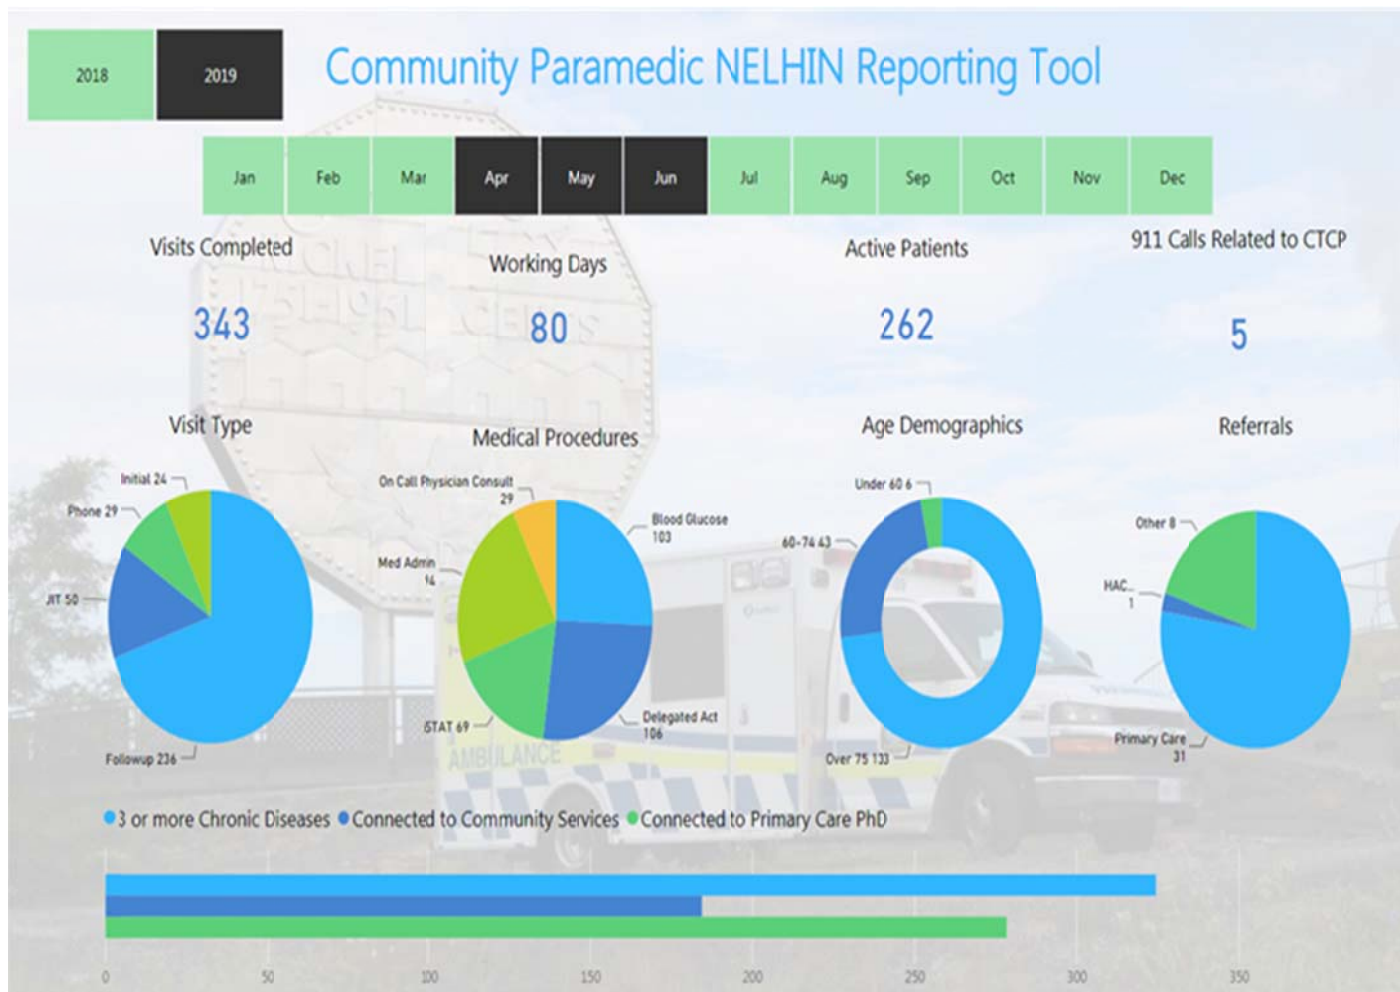 2018
2019
Community Paramedic NELHIN Reporting Tool
Jan
Feb
Mar
Apr
May
Jun
Jul
Aug
Sep
Oct
Nov
Dec
Visits Completed
343
Working Days
80
Active Patients
262
911 Calls Related to CTCP
5
Visit Type
Initial 24
Phone 29
JIT 50
Followup 236
Medical Procedures
On Call Physician Consult
29
Blood Glucose
103
Med Admin
Delegated Act
106
iSTAT 69
Age Demographics
Under 60 6
60-74 43
Over 75 133
Referrals
Other 8
HAC...
1
Primary Care
31
AMBULANCE
3 or more Chronic Diseases
Connected to Community Services
Connected to Primary Care PhD
0
50
100
150
200
250
300
350